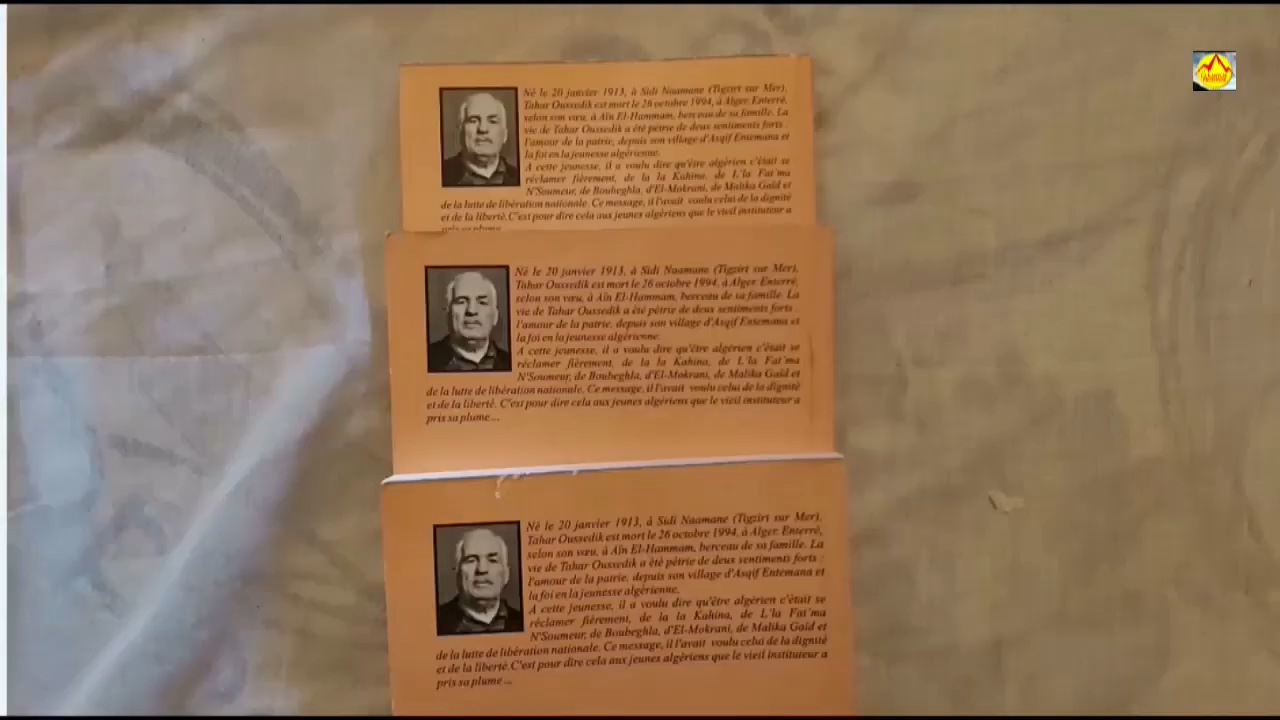 Né le 20 janvier 1913, à Sidi Naamane (Tigzirt sur Mer),
Tahar Oussedik est mort le 26 octobre 1994, à Alger. Enterré,
selon son vœu, à Aïn El-Hammam, berceau de sa famille. La
vie de Tahar Oussedik a été pétrie de deux sentiments forts :
l'amour de la patrie, depuis son village d'Asqif Entemana et
la foi en la jeunesse algérienne.
A cette jeunesse, il a voulu dire qu'être algérien c'était se
réclamer fièrement, de la la Kahina, de L'la Fat'ma
N'Soumeur, de Boubeghla, d'El-Mokrani, de Malika Gaïd et
de la lutte de libération nationale. Ce message, il l'avait voulu celui de la dignité
et de la liberté. C'est pour dire cela aux jeunes algériens que le vieil instituteur a
pris sa plume...
Né le 20 janvier 1913, à Sidi Naamane (Tigzirt sur Mer),
Tahar Oussedik est mort le 26 octobre 1994, à Alger. Enterré,
selon son vœu, à Aïn El-Hammam, berceau de sa famille. La
vie de Tahar Oussedik a été pétrie de deux sentiments forts :
l'amour de la patrie, depuis son village d'Asqif Entemana et
la foi en la jeunesse algérienne.
A cette jeunesse, il a voulu dire qu'être algérien c'était se
réclamer fièrement, de la la Kahina, de L'la Fat'ma
N'Soumeur, de Boubeghla, d'El-Mokrani, de Malika Gaïd et
de la lutte de libération nationale. Ce message, il l'avait voulu celui de la dignité
et de la liberté. C'est pour dire cela aux jeunes algériens que le vieil instituteur a
pris sa plume...
Né le 20 janvier 1913, à Sidi Naamane (Tigzirt sur Mer),
Tahar Oussedik est mort le 26 octobre 1994, à Alger. Enterré,
selon son vœu, à Aïn El-Hammam, berceau de sa famille. La
vie de Tahar Oussedik a été pétrie de deux sentiments forts :
l'amour de la patrie, depuis son village d'Asqif Entemana et
la foi en la jeunesse algérienne.
A cette jeunesse, il a voulu dire qu'être algérien c'était se
réclamer fièrement, de la la Kahina, de L'la Fat'ma
N'Soumeur, de Boubeghla, d'El-Mokrani, de Malika Gaïd et
de la lutte de libération nationale. Ce message, il l'avait voulu celui de la dignité
et de la liberté. C'est pour dire cela aux jeunes algériens que le vieil instituteur a
pris sa plume ...